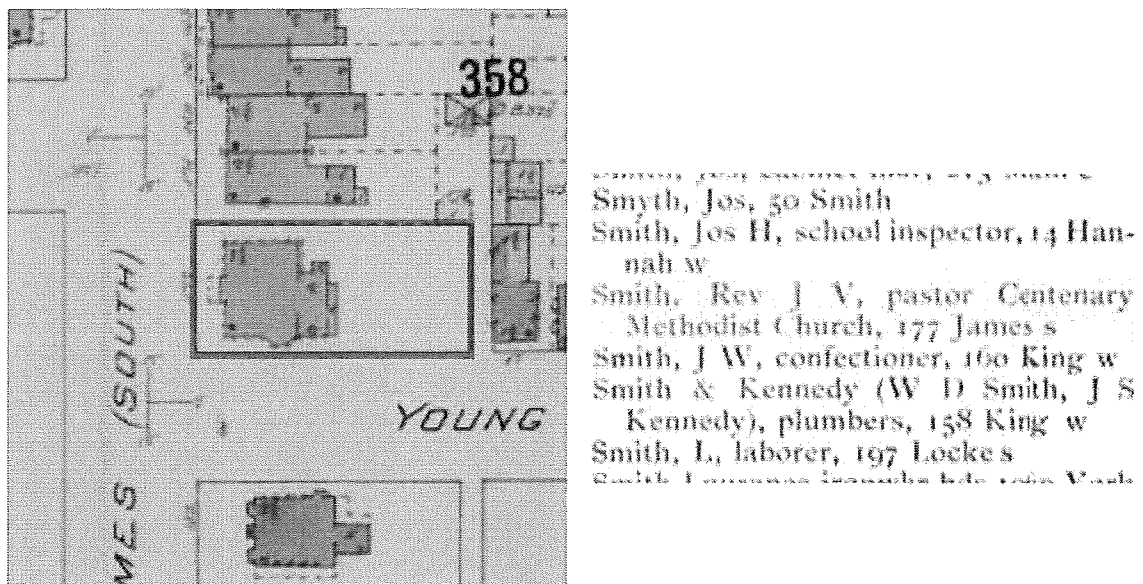 358
YOUNG
MES (SOUTH)
Smyth, Jos, 50 Smith
Smith, Jos H, school inspector, 14 Han-
nah w
Smith, Rev J V, pastor Centenary
Methodist Church, 177 James s
Smith, J W, confectioner, 160 King w
Smith & Kennedy (W D Smith, J S
Kennedy), plumbers, 158 King w
Smith, L, laborer, 197 Locke s